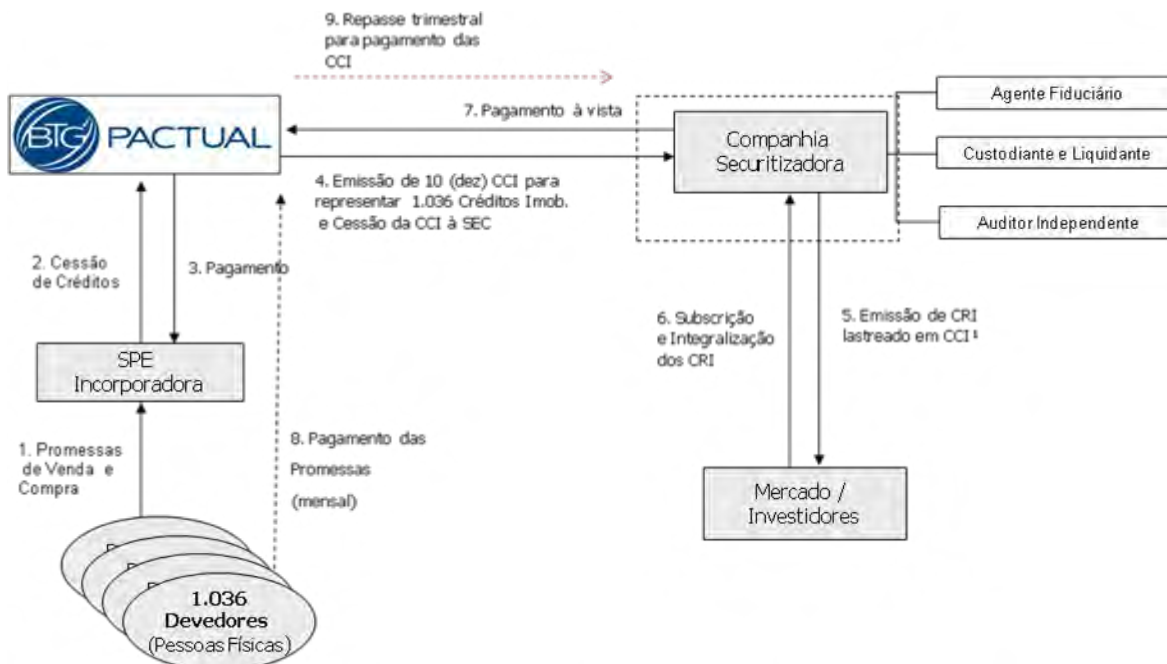 9. Repasse trimestral
para pagamento das
CCI
BTG PACTUAL
7. Pagamento à vista
Companhia
Securitizadora
Agente Fiduciário
Custodiante e Liquidante
Auditor Independente
4. Emissão de 10 (dez) CCI para
representar 1.036 Créditos Imob.
e Cessão da CCI à SEC
2. Cessão
de Créditos
3. Pagamento
6. Subscrição
e Integralização
dos CRI
5. Emissão de CRI
lastreado em CCI¹
SPE
Incorporadora
1. Promessas
de Venda e
Compra
8. Pagamento das
Promessas
(mensal)
Mercado /
Investidores
1.036
Devedores
(Pessoas Físicas)